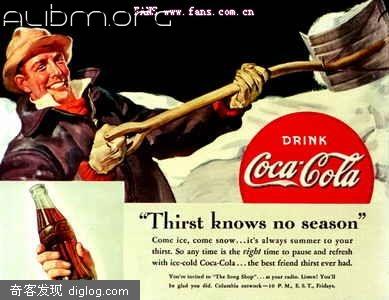 AliBM.org
FANS www.fans.com.cn
DRINK
Coca-Cola
"Thirst knows no season"
Come ice, come snow...it's always summer to your
thirst. So any time is the right time to pause and refresh
with ice-cold Coca-Cola... the best friend thirst ever had.
You're invited to "The Song Shop"...at your radio. Listen! You'll
be glad you did. Columbia network—10 P.M., E.S.T., Fridays.
奇客发现 diglog.com